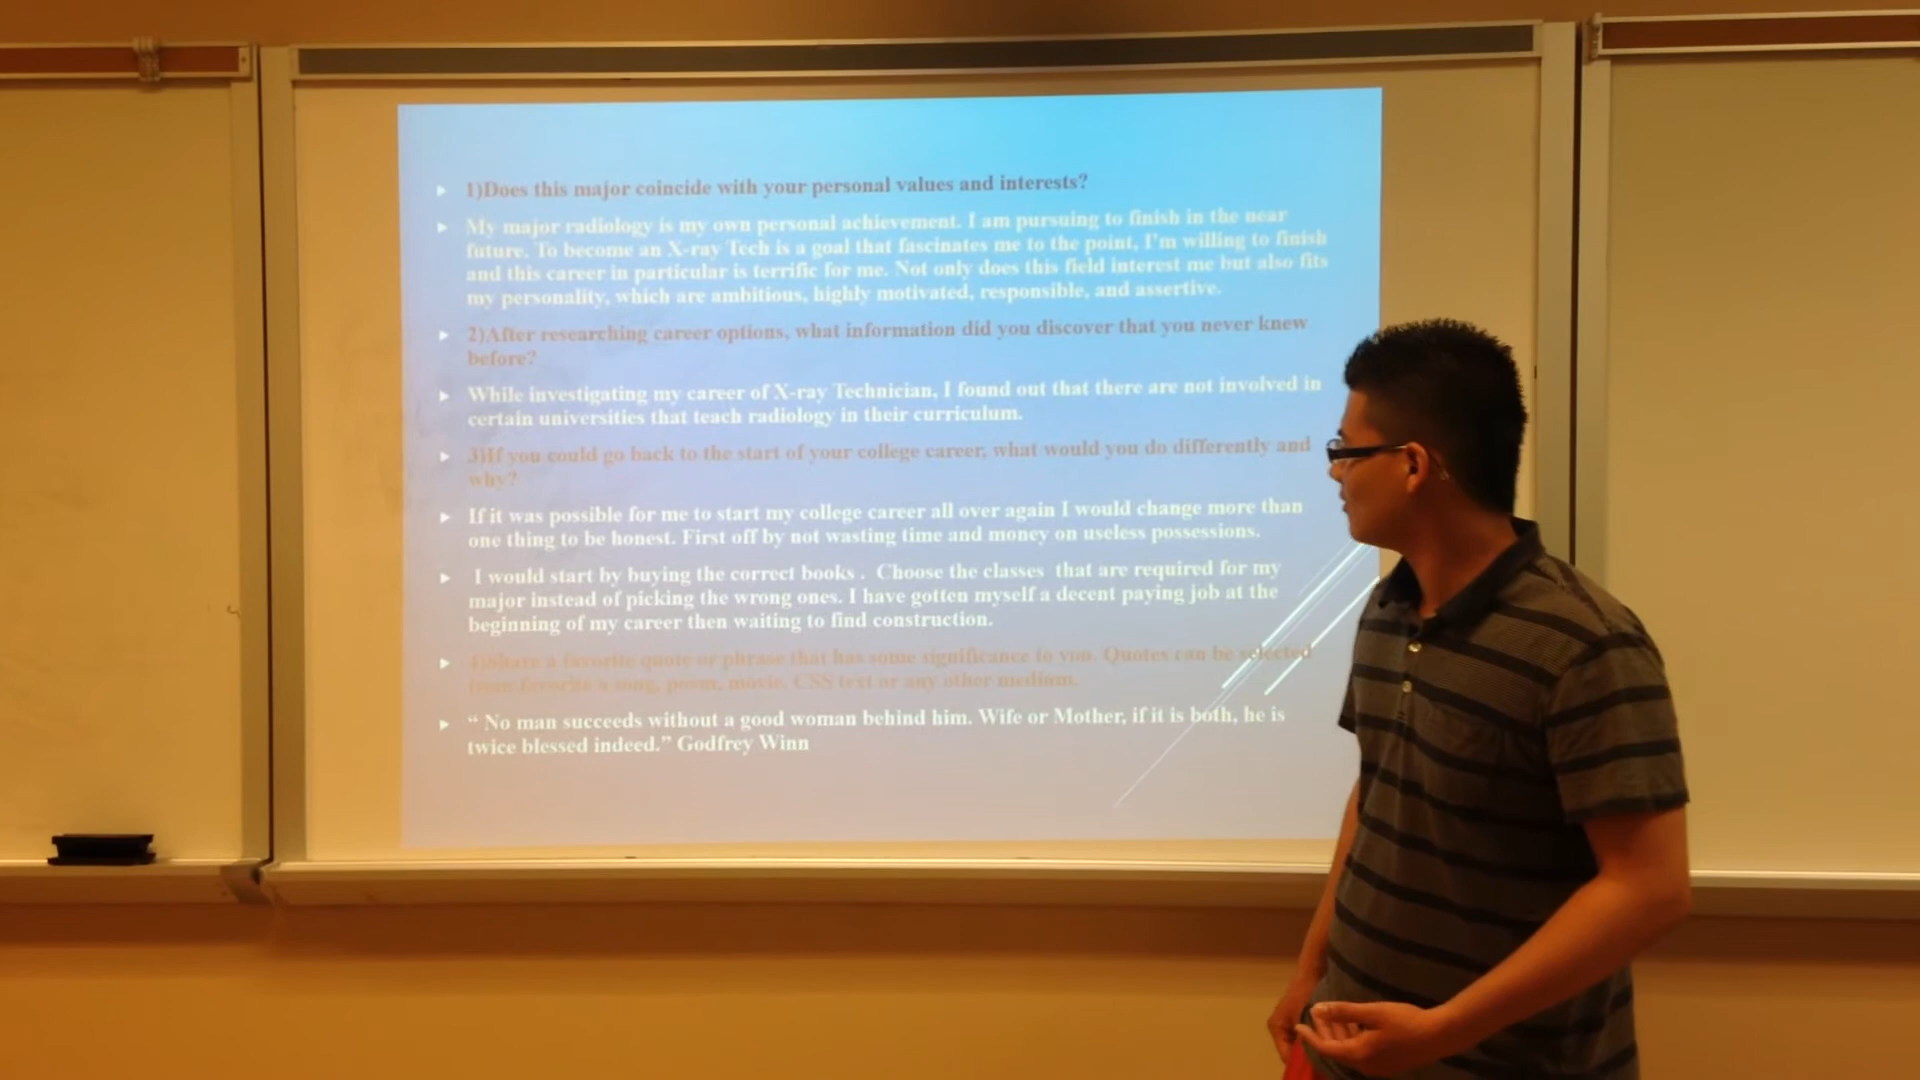 1)Does this major coincide with your personal values and interests?
My major radiology is my own personal achievement. I am pursuing to finish in the near
future. To become an X-ray Tech is a goal that fascinates me to the point, I'm willing to finish
and this career in particular is terrific for me. Not only does this field interest me but also fits
my personality, which are ambitious, highly motivated, responsible, and assertive.
2)After researching career options, what information did you discover that you never knew
before?
While investigating my career of X-ray Technician, I found out that there are not involved in
certain universities that teach radiology in their curriculum.
3)If you could go back to the start of your college career, what would you do differently and
why?
If it was possible for me to start my college career all over again I would change more than
one thing to be honest. First off by not wasting time and money on useless possessions.
I would start by buying the correct books . Choose the classes that are required for my
major instead of picking the wrong ones. I have gotten myself a decent paying job at the
beginning of my career then waiting to find construction.
4)Share a favorite quote or phrase that has some significance to you. Quotes can be selected
from favorite a song, poem, movie, CSS text or any other medium.
“ No man succeeds without a good woman behind him. Wife or Mother, if it is both, he is
twice blessed indeed.” Godfrey Winn